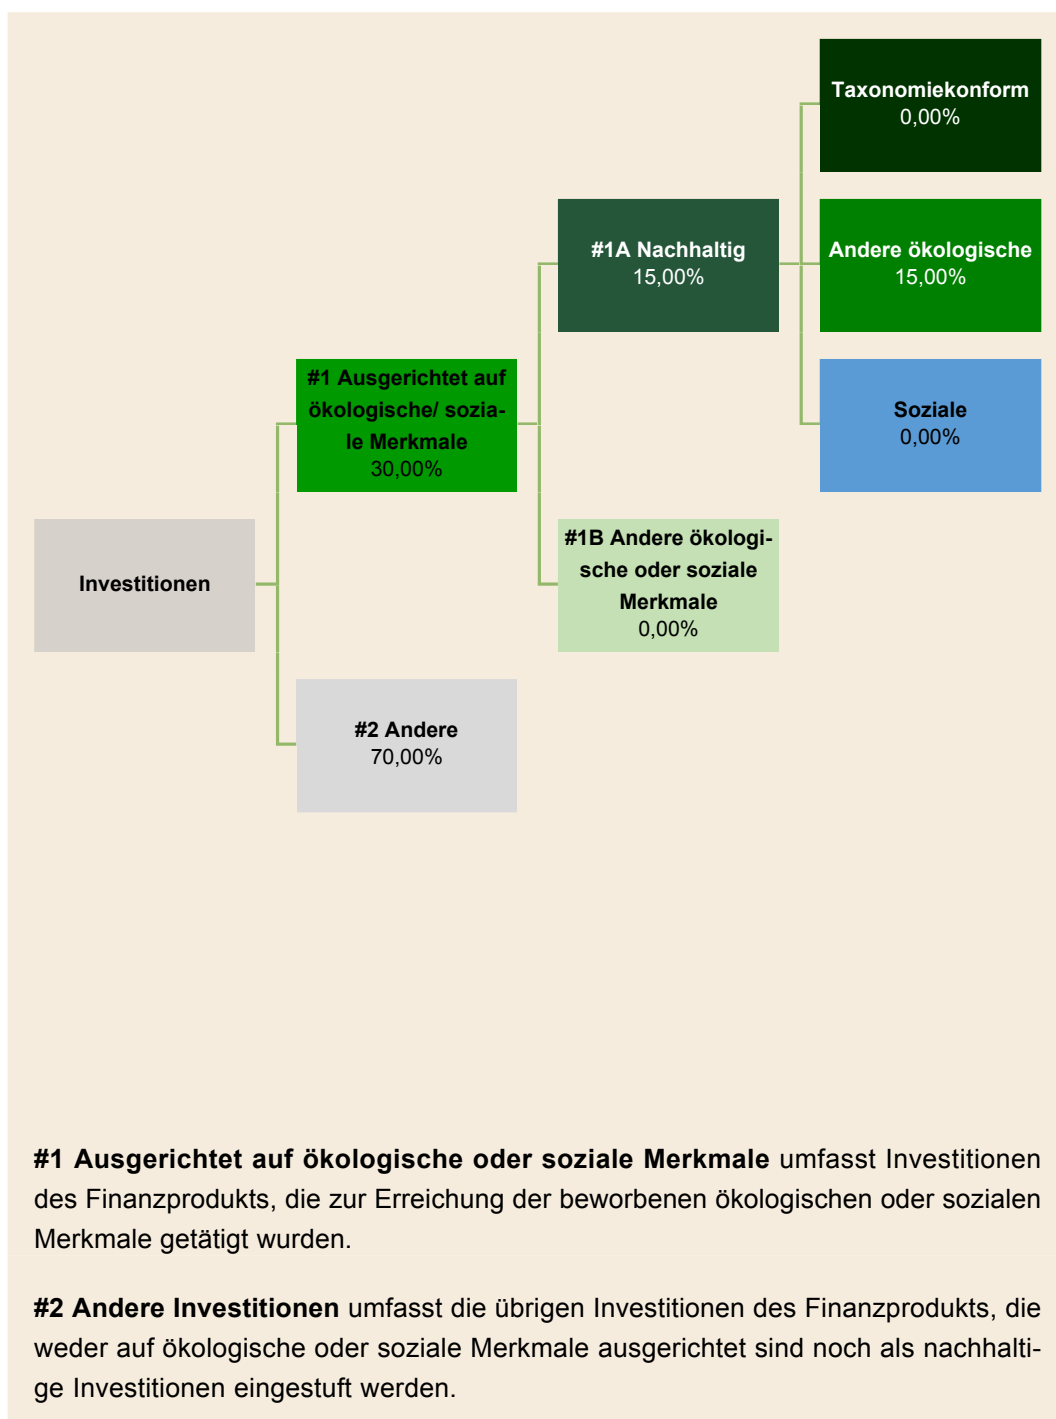 Taxonomiekonform
0,00%
#1A Nachhaltig
15,00%
Andere ökologische
15,00%
#1 Ausgerichtet auf
ökologische/ sozia-
le Merkmale
30,00%
Soziale
0,00%
Investitionen
#1B Andere ökologi-
sche oder soziale
Merkmale
0,00%
#2 Andere
70,00%
#1 Ausgerichtet auf ökologische oder soziale Merkmale umfasst Investitionen
des Finanzprodukts, die zur Erreichung der beworbenen ökologischen oder sozialen
Merkmale getätigt wurden.
#2 Andere Investitionen umfasst die übrigen Investitionen des Finanzprodukts, die
weder auf ökologische oder soziale Merkmale ausgerichtet sind noch als nachhalti-
ge Investitionen eingestuft werden.